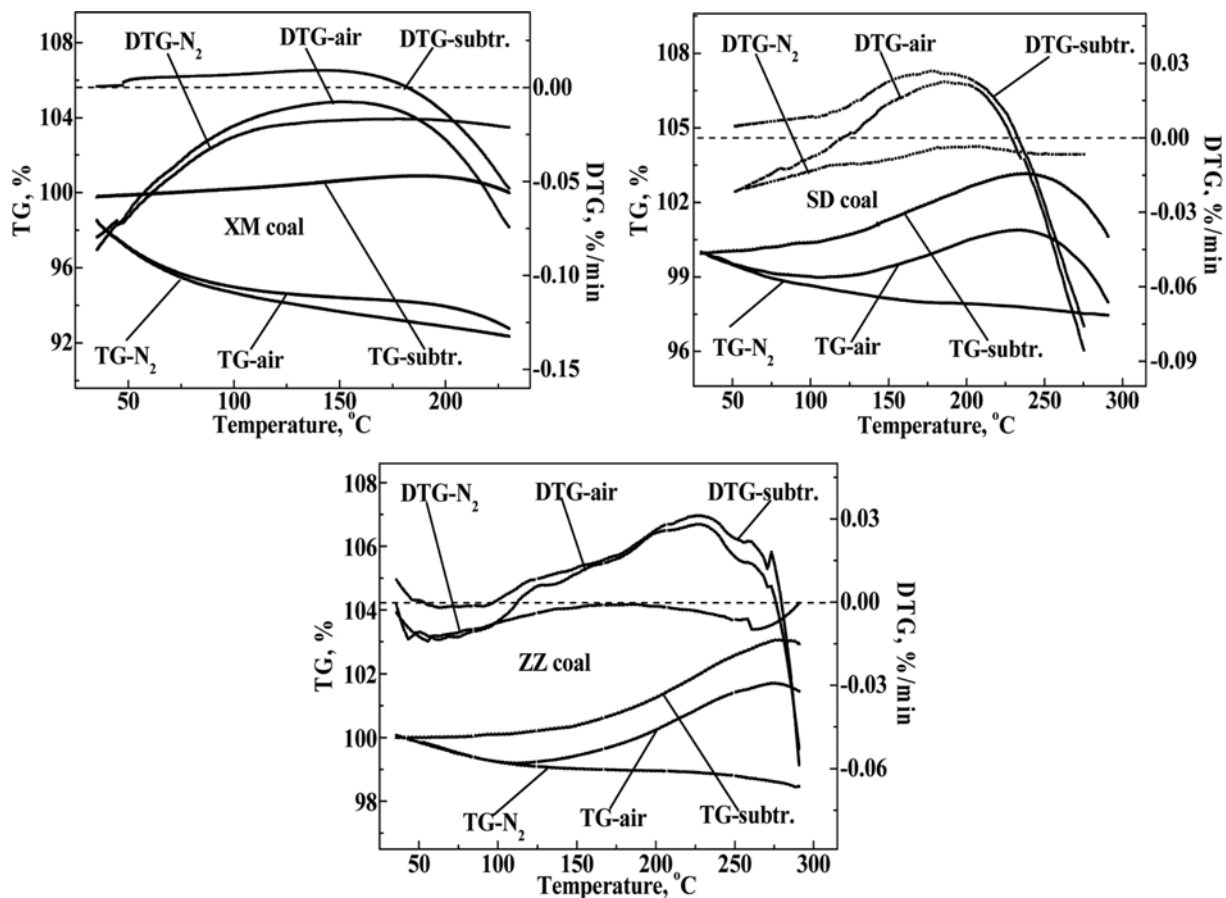 108
106
104
102
100
98
96
94
92
TG, %
DTG-N2
DTG-air
DTG-subtr.
0.00
-0.05
-0.10
-0.15
DTG, %/min
XM coal
TG-N2
TG-air
TG-subtr.
50
100
150
200
Temperature, °C
108
105
102
99
96
TG, %
DTG-N2
DTG-air
DTG-subtr.
0.03
0.00
-0.03
-0.06
-0.09
DTG, %/min
SD coal
TG-N2
TG-air
TG-subtr.
0
50
100
150
200
250
300
Temperature, °C
108
106
104
102
100
98
TG, %
DTG-N2
DTG-air
DTG-subtr.
0.03
0.00
-0.03
-0.06
DTG, %/min
ZZ coal
TG-N2
TG-air
TG-subtr.
50
100
150
200
250
300
Temperature, °C